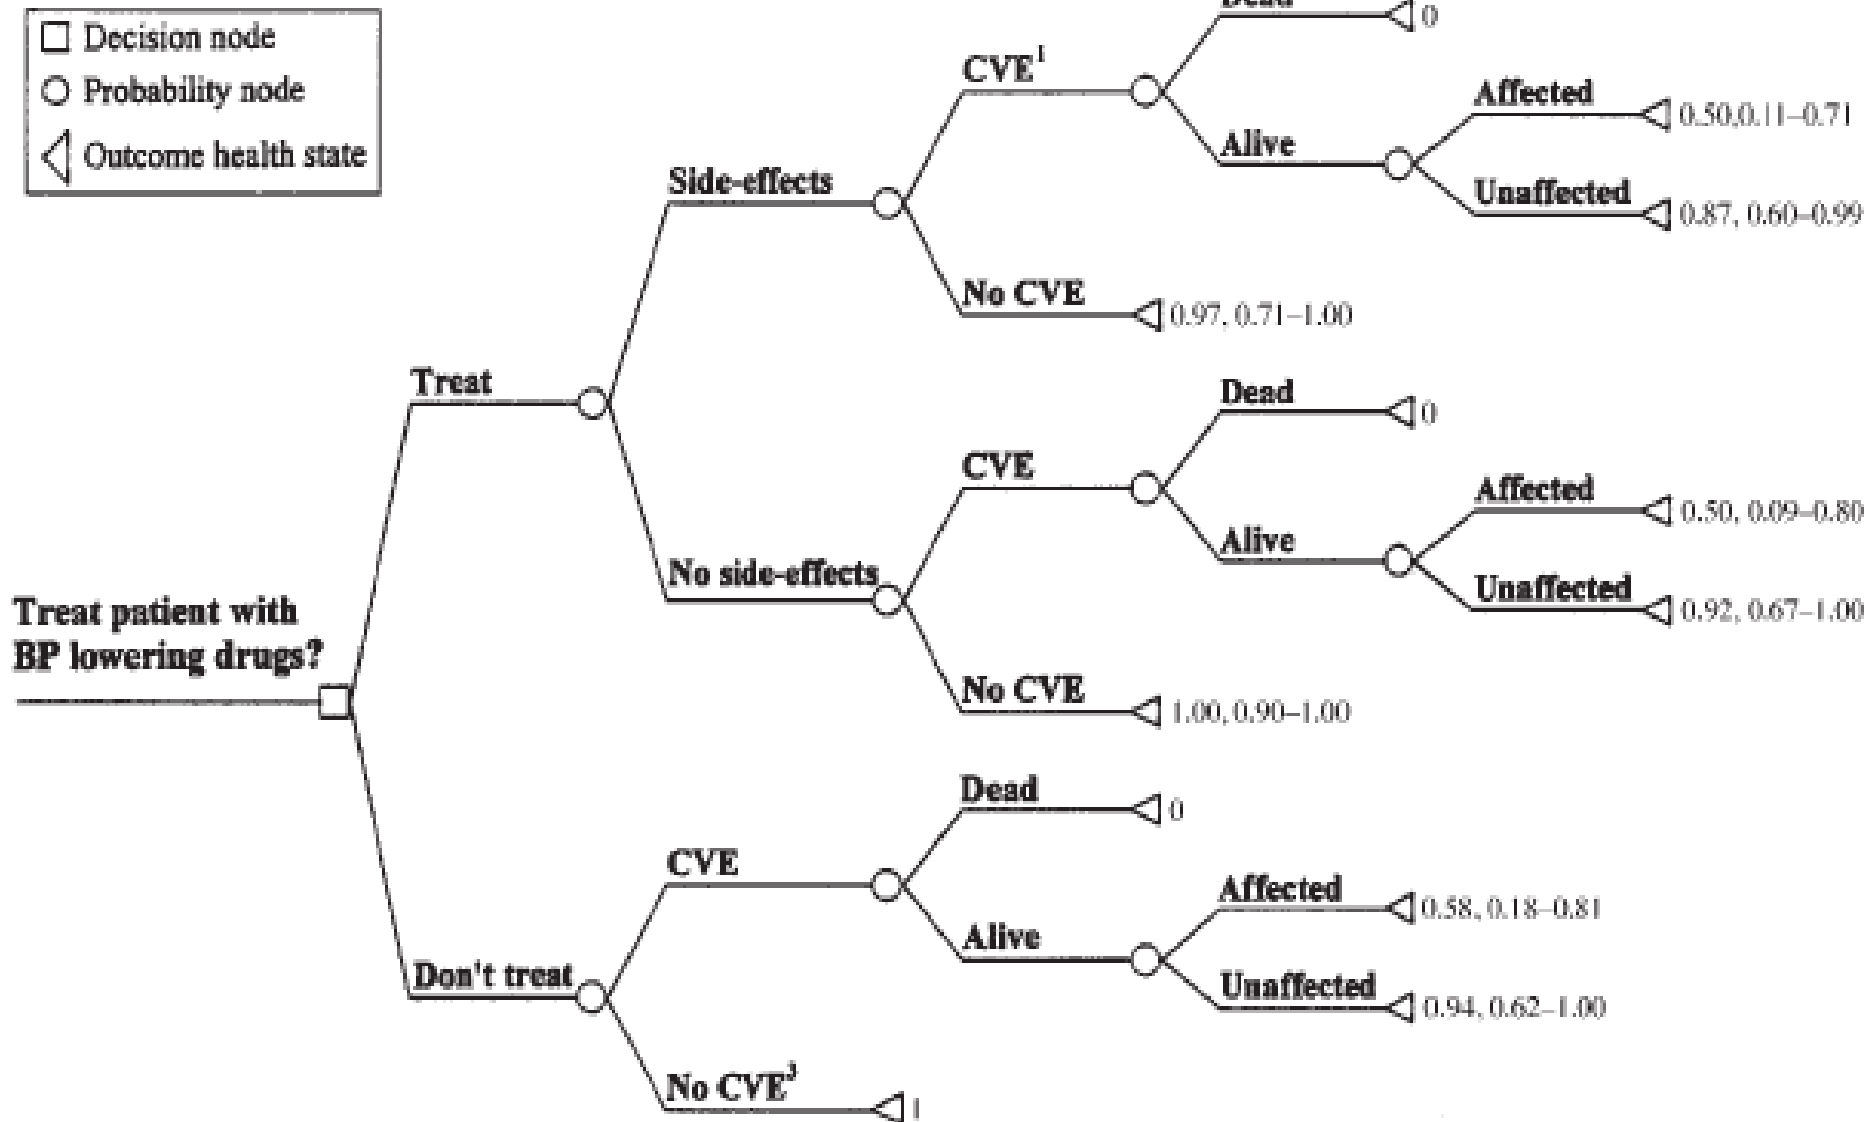 Decision node
Probability node
Outcome health state
Dead
0
CVE¹
Affected
0.50,0.11–0.71
Alive
Unaffected
0.87, 0.60–0.99
Side-effects
No CVE
0.97, 0.71–1.00
Treat
Dead
0
CVE
Affected
0.50, 0.09–0.80
Alive
Unaffected
0.92, 0.67–1.00
No side-effects
No CVE
1.00, 0.90–1.00
Treat patient with
BP lowering drugs?
Dead
0
CVE
Affected
0.58, 0.18–0.81
Alive
Unaffected
0.94, 0.62–1.00
Don't treat
No CVE³
1